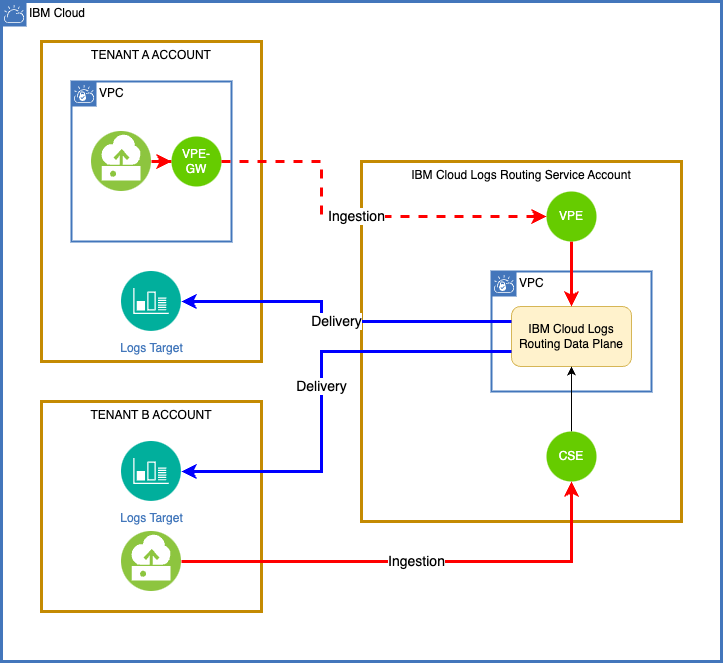 IBM Cloud
TENANT A ACCOUNT
VPC
VPE-
GW
Logs Target
Ingestion
Delivery
Delivery
IBM Cloud Logs Routing Service Account
VPE
VPC
IBM Cloud Logs
Routing Data Plane
CSE
TENANT B ACCOUNT
Logs Target
Ingestion